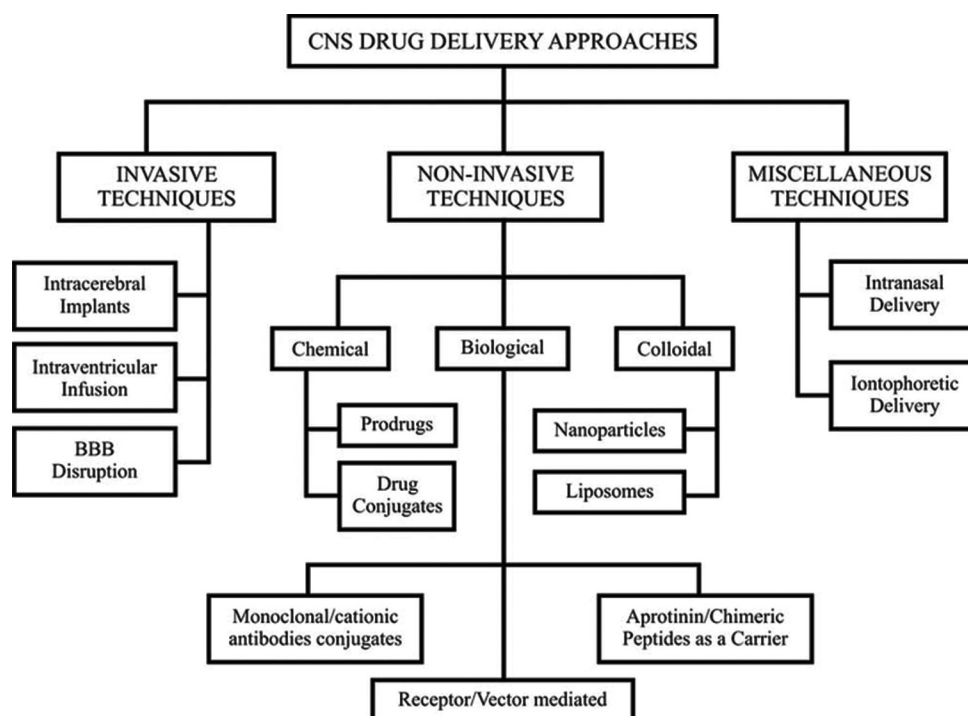 CNS DRUG DELIVERY APPROACHES
INVASIVE
TECHNIQUES
NON-INVASIVE
TECHNIQUES
MISCELLANEOUS
TECHNIQUES
Intracerebral
Implants
Intraventricular
Infusion
BBB
Disruption
Chemical
Biological
Colloidal
Prodrugs
Drug
Conjugates
Nanoparticles
Liposomes
Intranasal
Delivery
Iontophoretic
Delivery
Monoclonal/cationic
antibodies conjugates
Aprotinin/Chimeric
Peptides as a Carrier
Receptor/Vector mediated